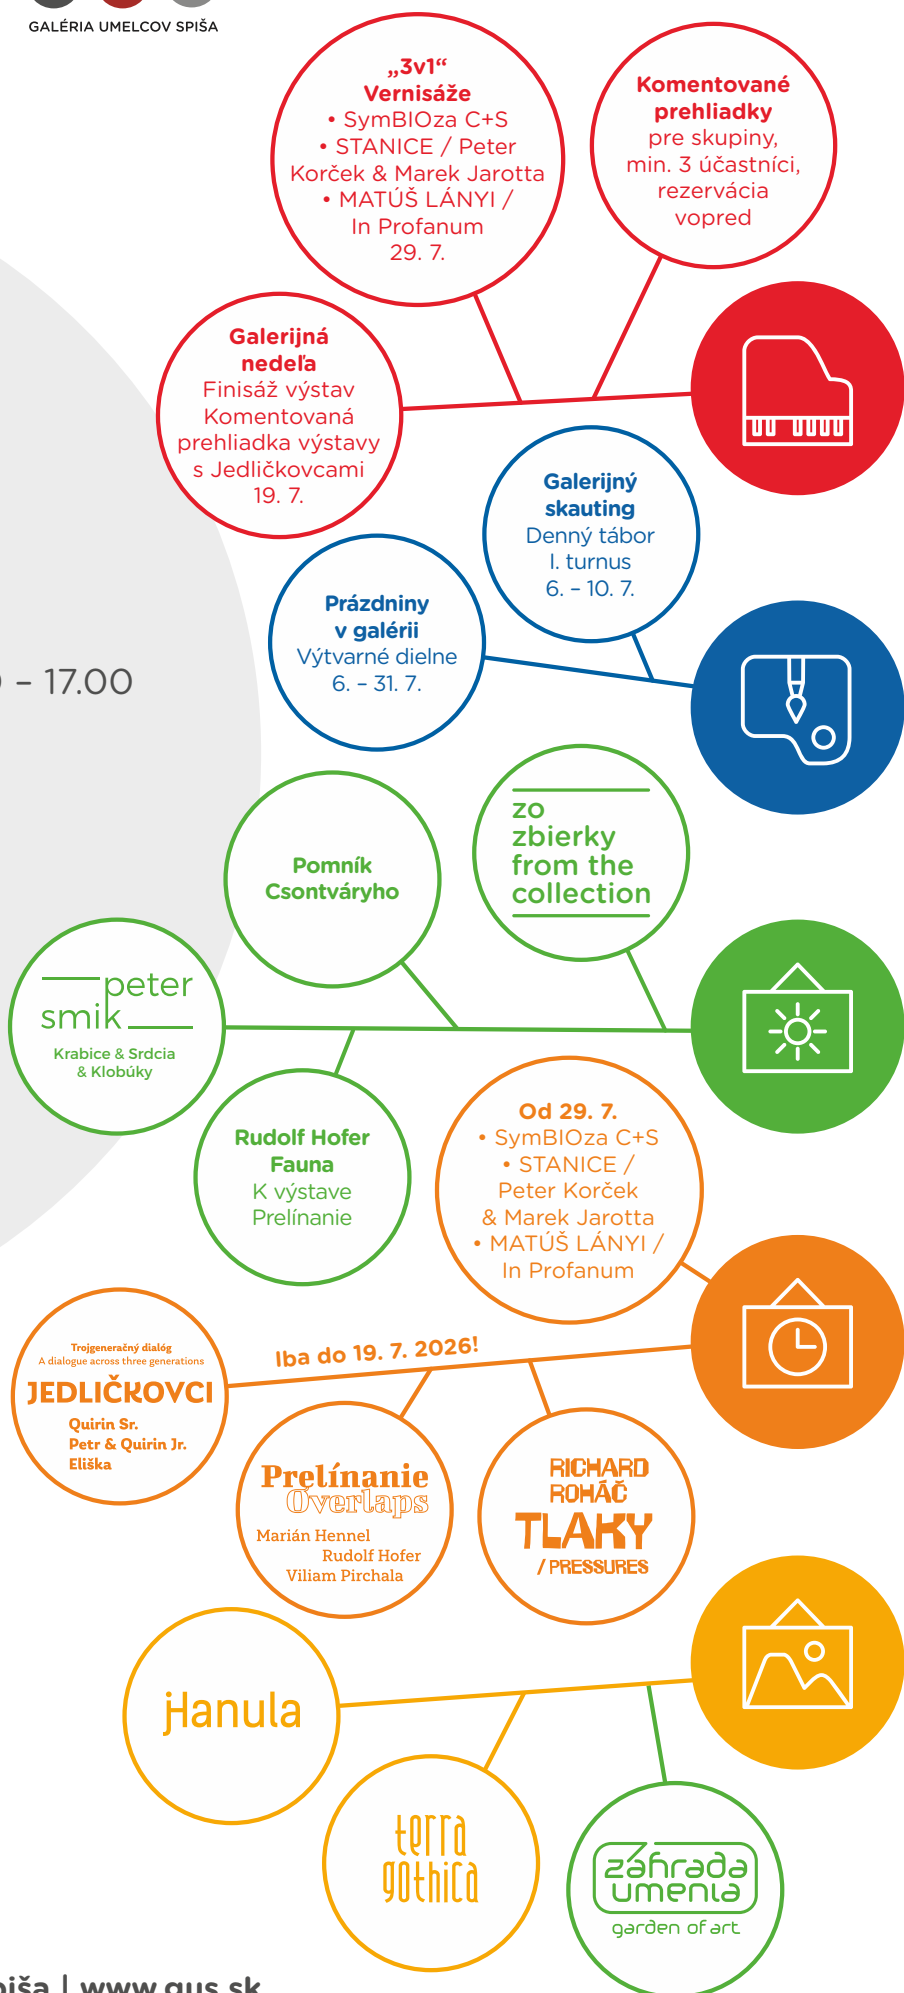 GALÉRIA UMELCOV SPIŠA
„3v1“
Vernisáže
• SymBIOza C+S
• STANICE / Peter
Korček & Marek Jarotta
• MATÚŠ LÁNYI /
In Profanum
29. 7.
Komentované
prehliadky
pre skupiny,
min. 3 účastníci,
rezervácia
vopred
Galerijná
nedeľa
Finisáž výstav
Komentovaná
prehliadka výstavy
s Jedličkovcami
19. 7.
Galerijný
skauting
Denný tábor
I. turnus
6. – 10. 7.
Prázdniny
v galérii
Výtvarné dielne
6. – 31. 7.
– 17.00
zo
zbierky
from the
collection
Pomník
Csontváryho
peter
smik
Krabice & Srdcia
& Klobúky
Rudolf Hofer
Fauna
K výstave
Prelínanie
Od 29. 7.
• SymBIOza C+S
• STANICE /
Peter Korček
& Marek Jarotta
• MATÚŠ LÁNYI /
In Profanum
Iba do 19. 7. 2026!
Trojgeneračný dialóg
A dialogue across three generations
JEDLIČKOVCI
Quirin Sr.
Petr & Quirin Jr.
Eliška
Prelínanie
Overlaps
Marián Hennel
Rudolf Hofer
Viliam Pirchala
RICHARD
ROHÁČ
TLAKY
/ PRESSURES
jHanula
terra
gothica
záhrada
umenia
garden of art
| www.gus.sk